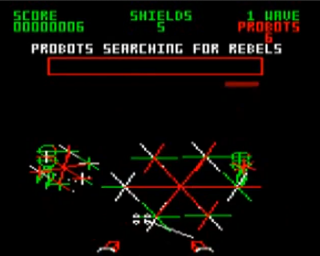 SCORE SHIELDS 1 WAVE
00000006 5 PROBOTS
6
PROBOTS SEARCHING FOR REBELS